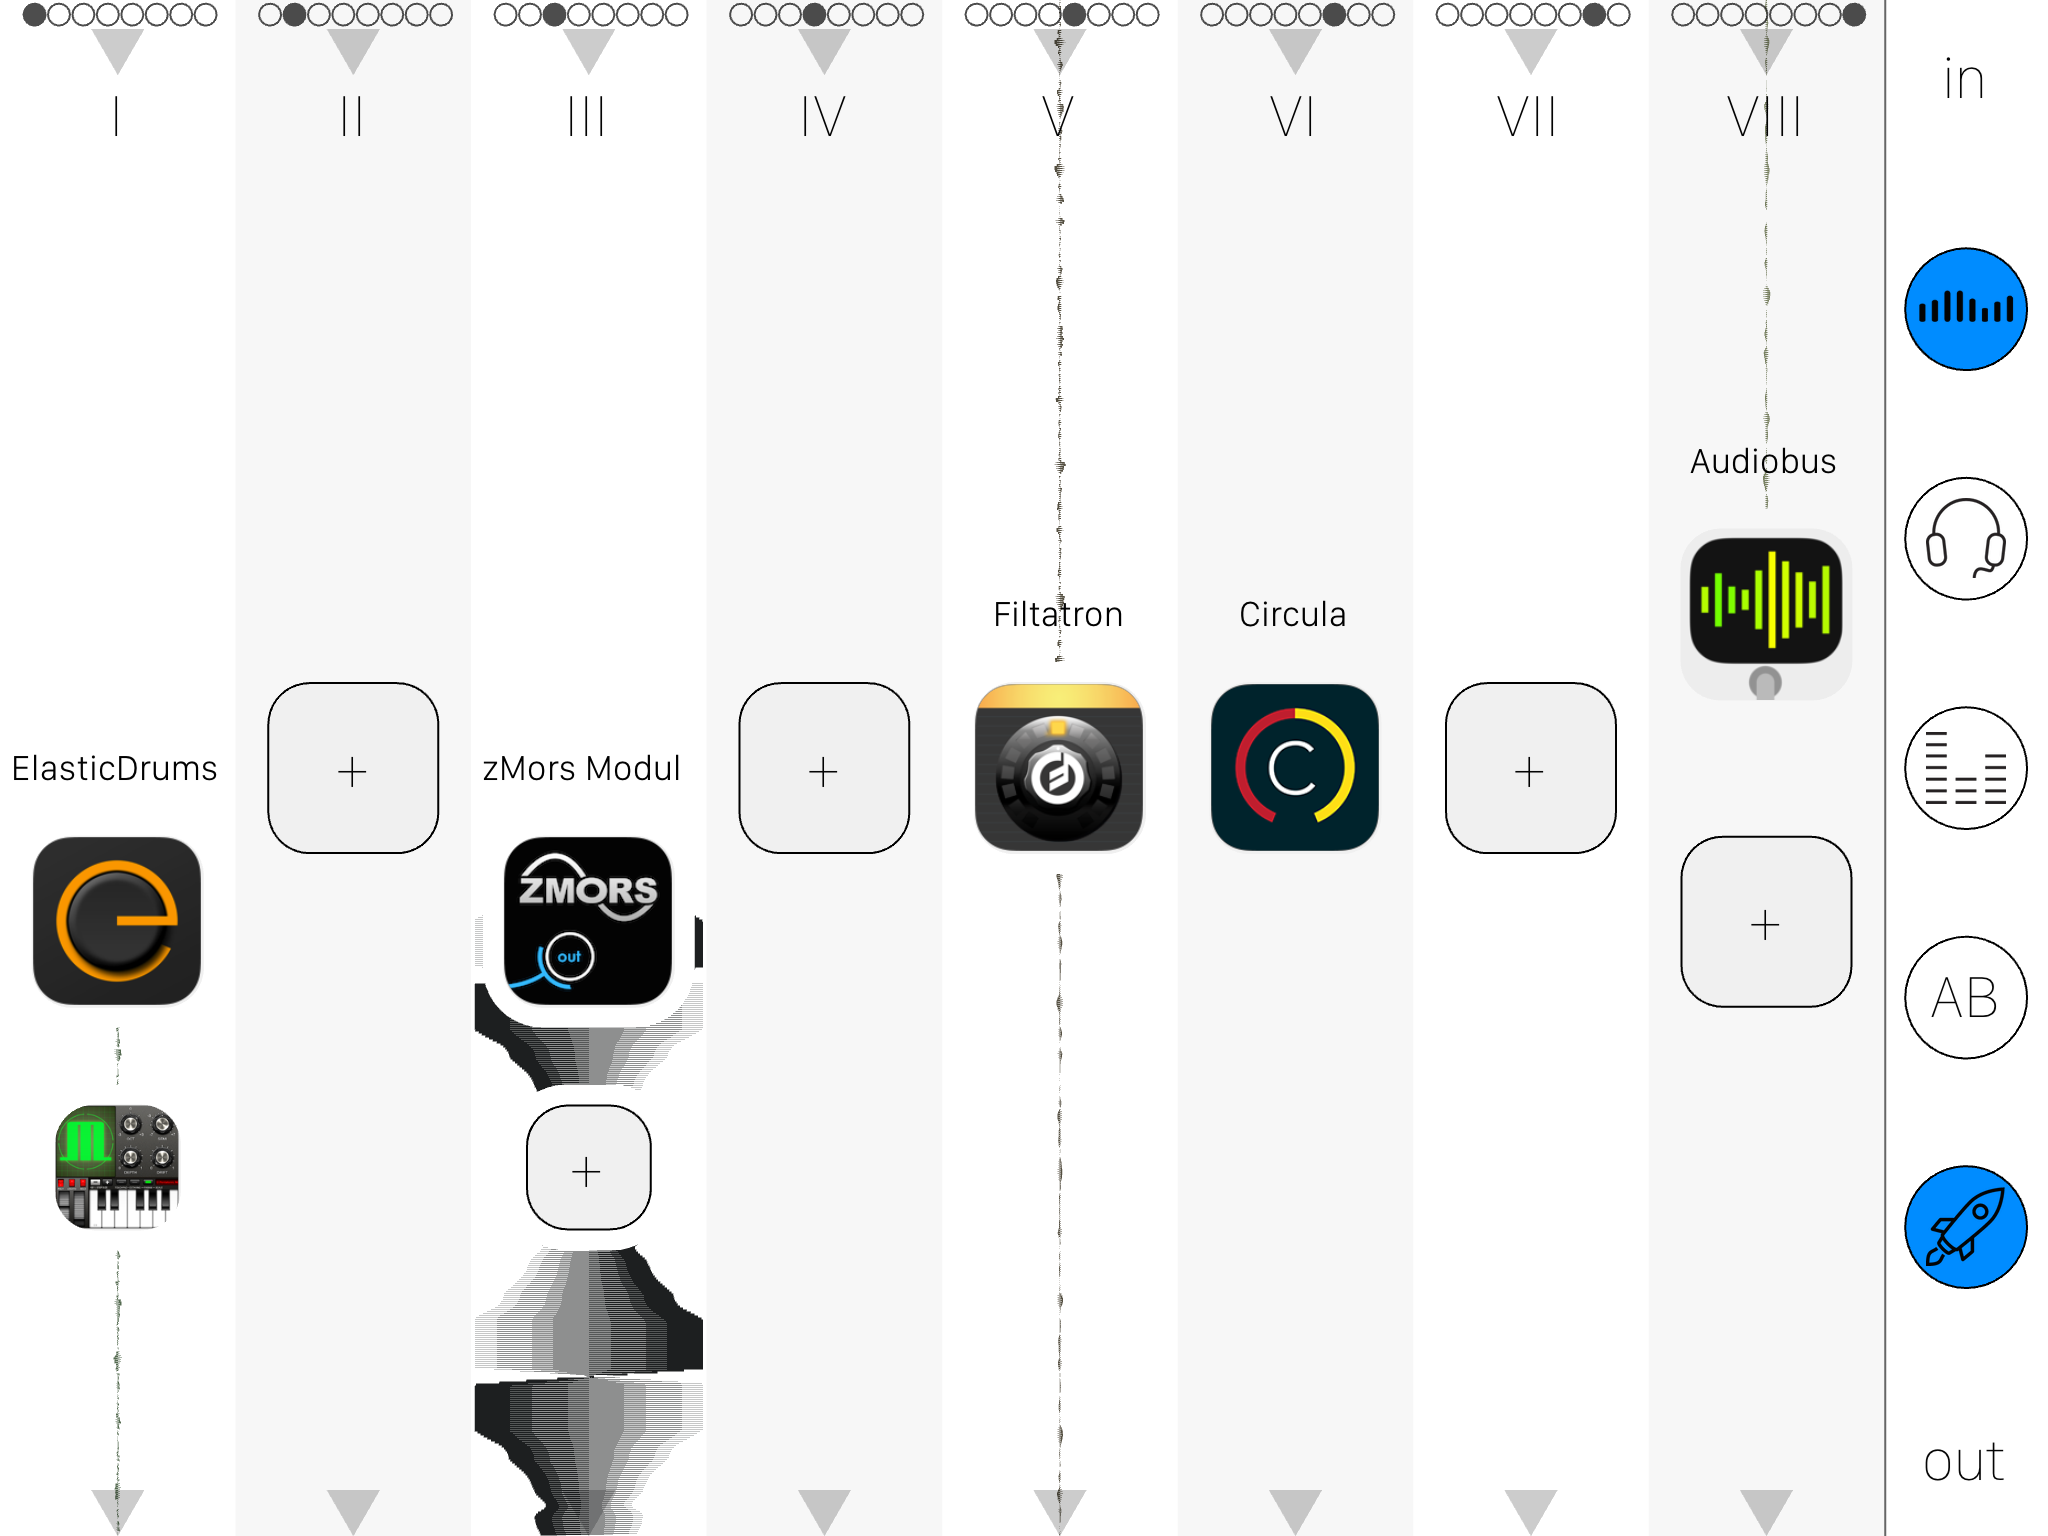 I
II
III
IV
V
VI
VII
VIII
in
Audiobus
Filtatron
Circula
ElasticDrums
zMors Modul
ZMORS
out
C
AB
out